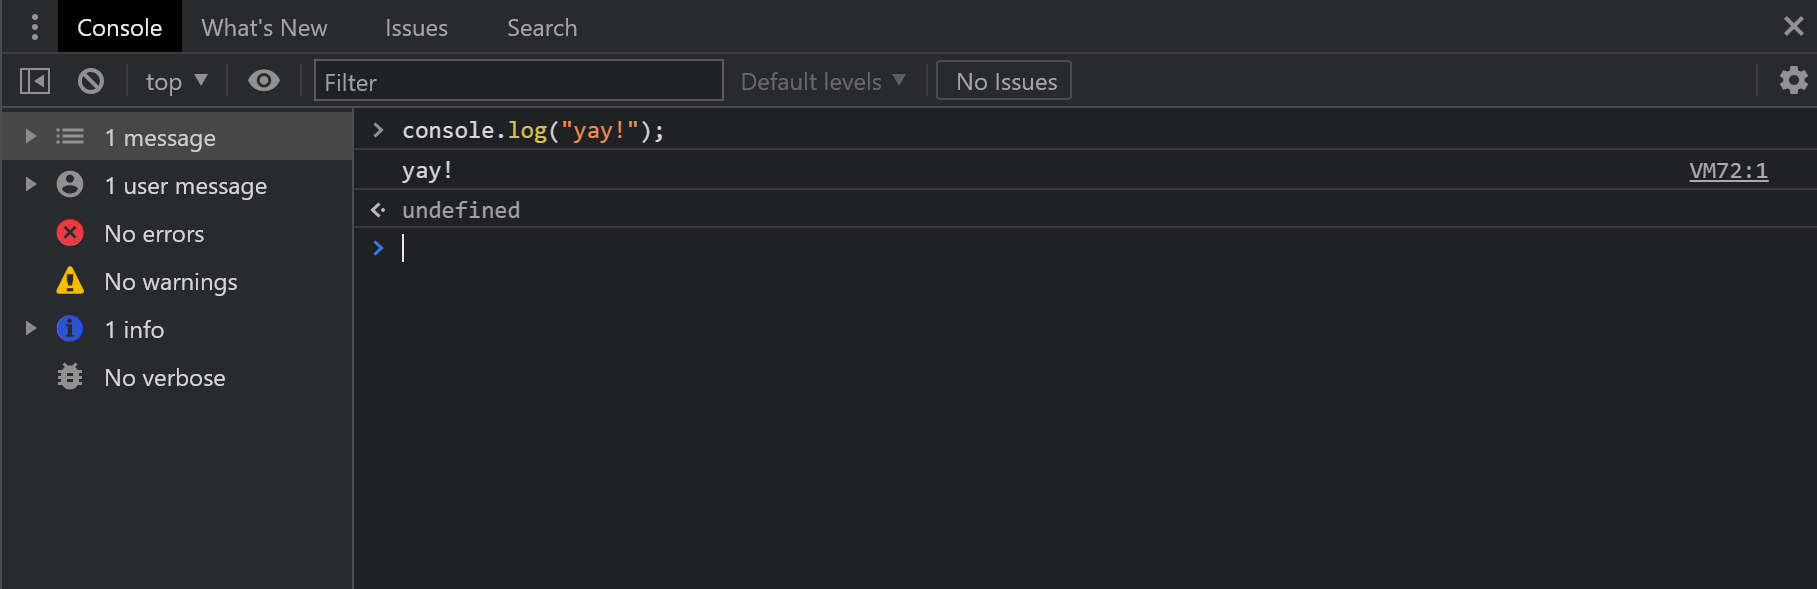 Console What's New Issues Search
top Filter Default levels No Issues
1 message
1 user message
No errors
No warnings
1 info
No verbose
console.log("yay!");
yay! VM72:1
undefined